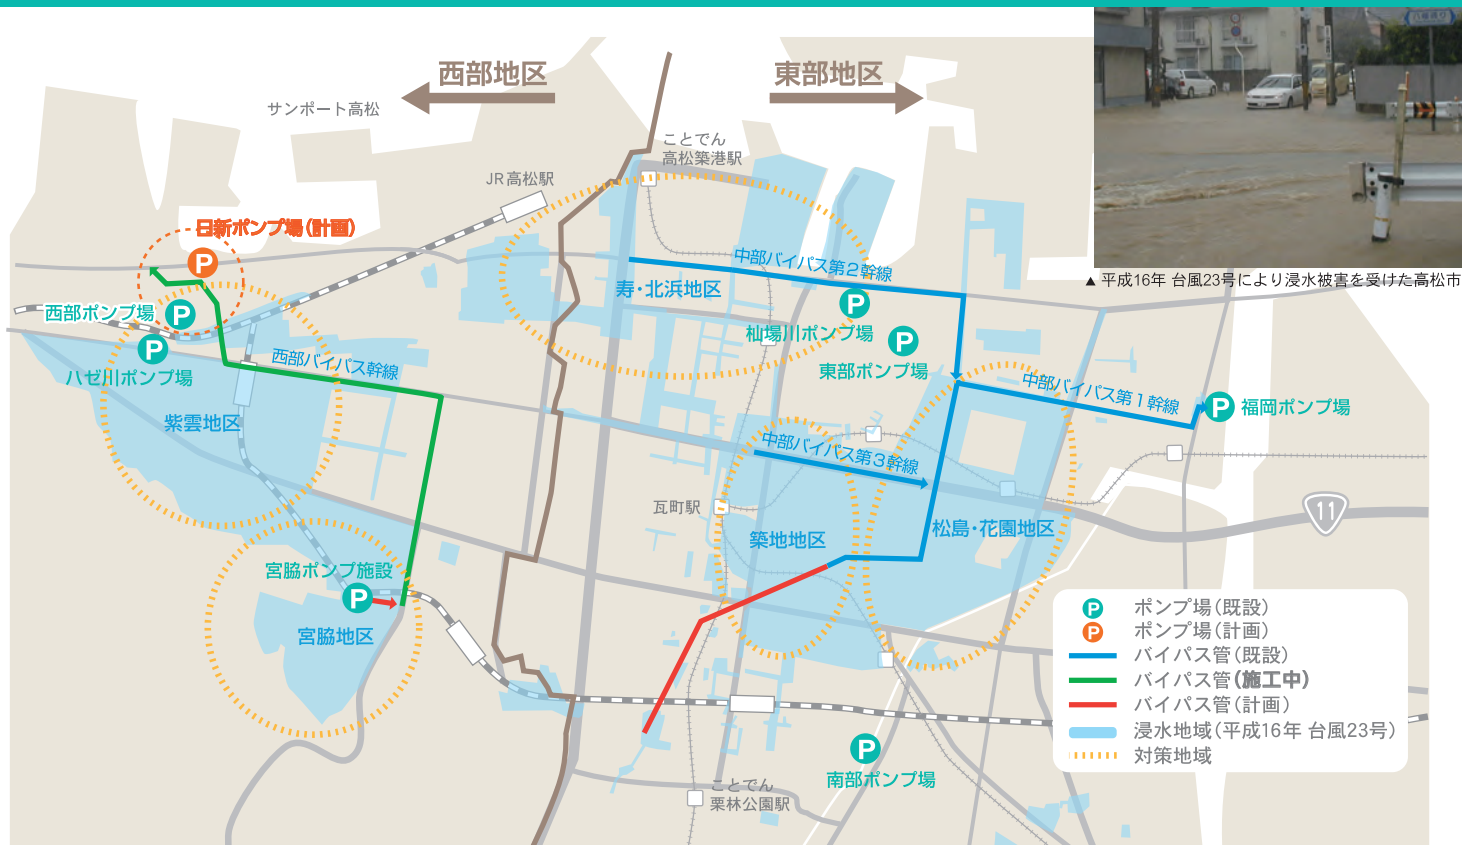 西部地区
東部地区
サンポート高松
ことでん
高松築港駅
JR高松駅
日新ポンプ場(計画)
中部バイパス第2幹線
▲ 平成16年 台風23号により浸水被害を受けた高松市
寿・北浜地区
西部ポンプ場
P
P
P
P
P
杣場川ポンプ場
東部ポンプ場
西部バイパス幹線
ハゼ川ポンプ場
中部バイパス第1幹線
P
福岡ポンプ場
紫雲地区
中部バイパス第3幹線
瓦町駅
11
築地地区
松島・花園地区
宮脇ポンプ施設
P
宮脇地区
P ポンプ場(既設)
P ポンプ場(計画)
バイパス管(既設)
バイパス管(施工中)
バイパス管(計画)
浸水地域(平成16年 台風23号)
対策地域
P
南部ポンプ場
ことでん
栗林公園駅